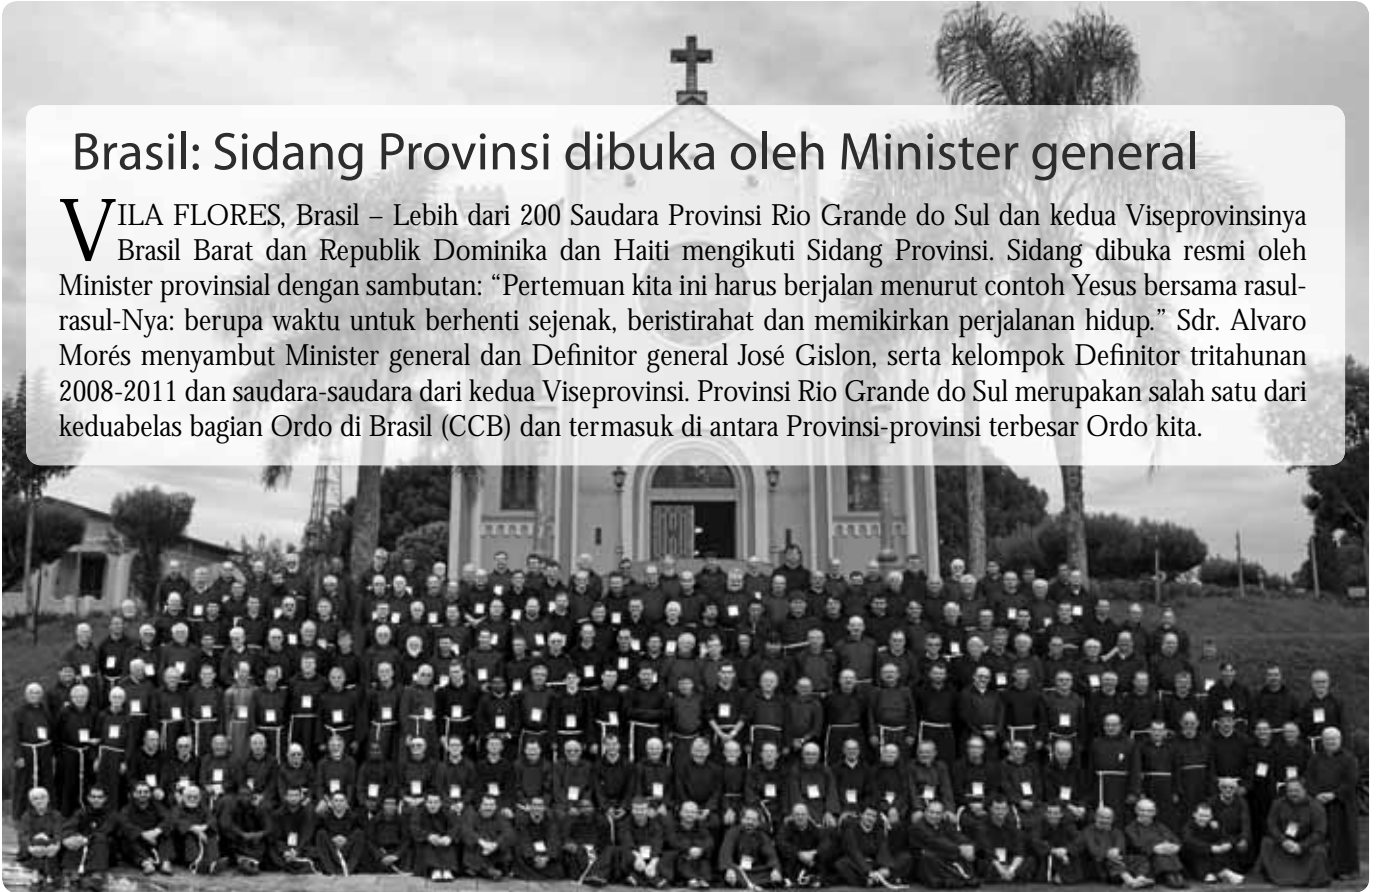 Brasil: Sidang Provinsi dibuka oleh Minister general
VILA FLORES, Brasil – Lebih dari 200 Saudara Provinsi Rio Grande do Sul dan kedua Viseprovinsinya
Brasil Barat dan Republik Dominika dan Haiti mengikuti Sidang Provinsi. Sidang dibuka resmi oleh
Minister provinsial dengan sambutan: “Pertemuan kita ini harus berjalan menurut contoh Yesus bersama rasul-
rasul-Nya: berupa waktu untuk berhenti sejenak, beristirahat dan memikirkan perjalanan hidup.” Sdr. Alvaro
Morés menyambut Minister general dan Definitor general José Gislon, serta kelompok Definitor tritahunan
2008-2011 dan saudara-saudara dari kedua Viseprovinsi. Provinsi Rio Grande do Sul merupakan salah satu dari
keduabelas bagian Ordo di Brasil (CCB) dan termasuk di antara Provinsi-provinsi terbesar Ordo kita.